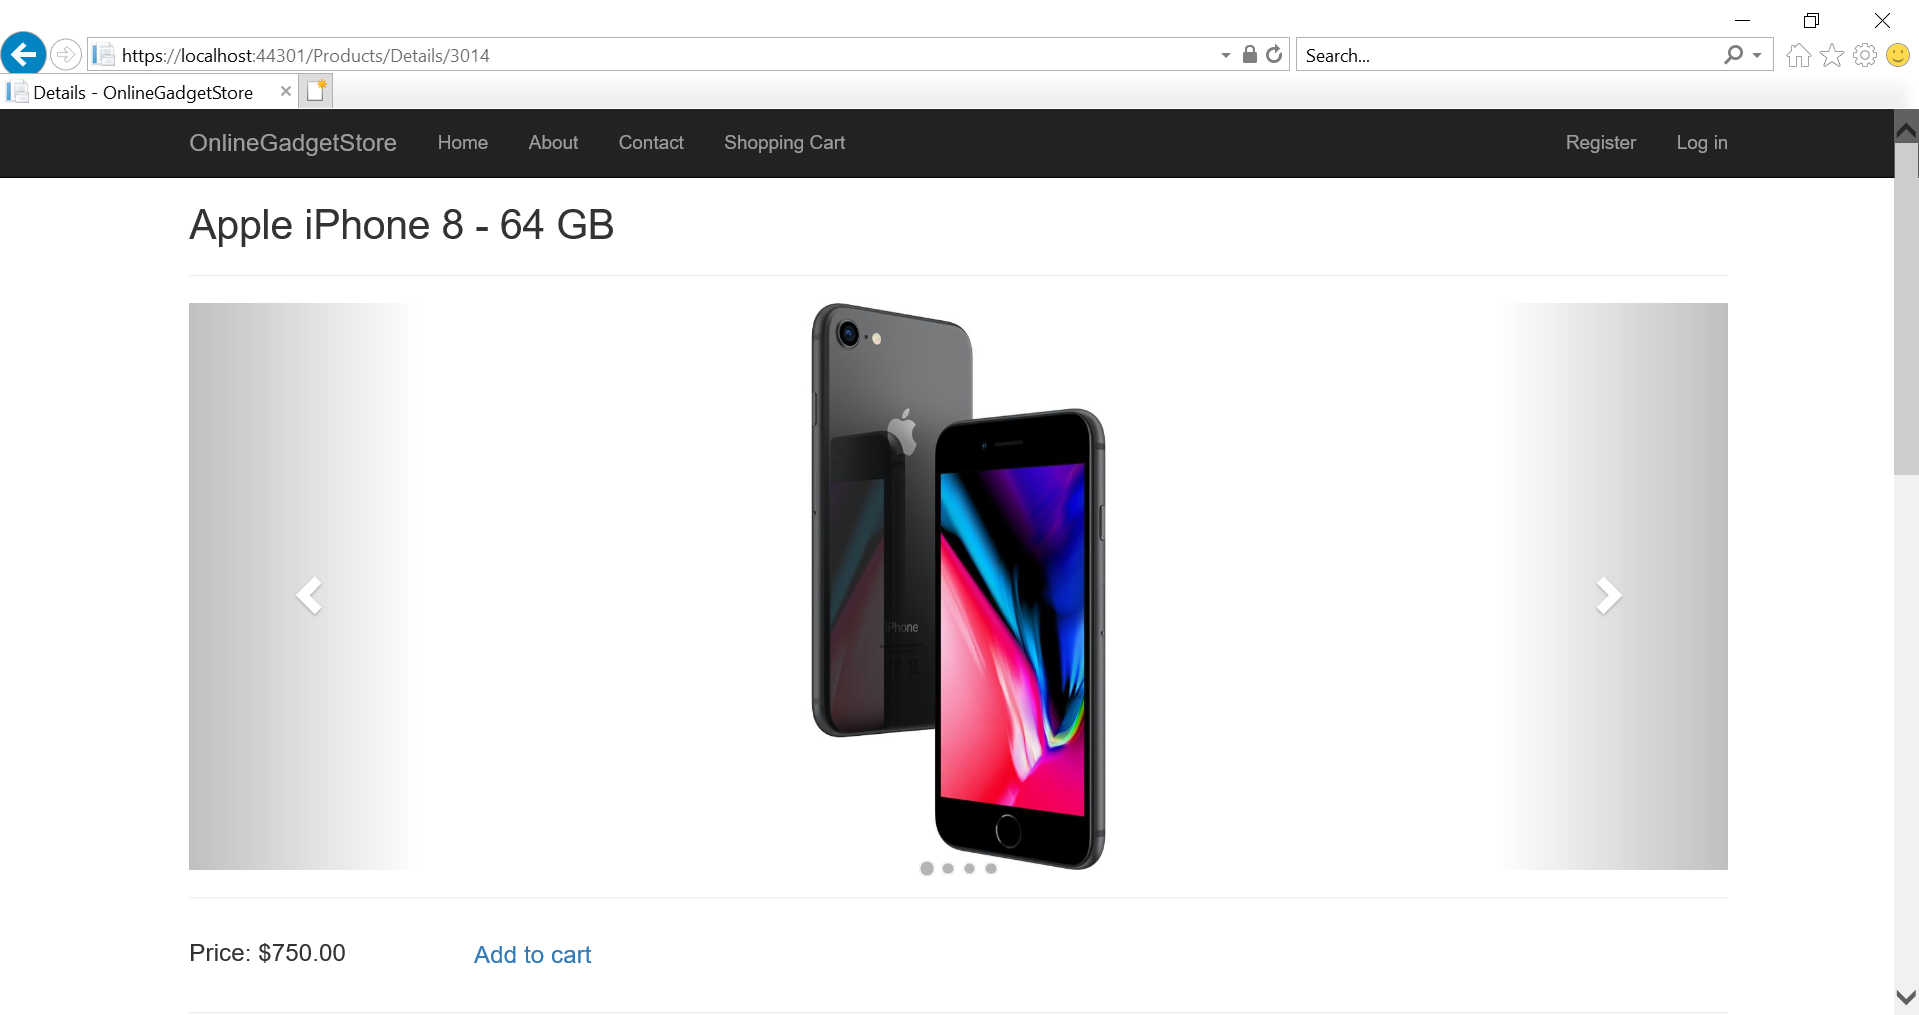 https://localhost:44301/Products/Details/3014
Search...
Details - OnlineGadgetStore
OnlineGadgetStore Home About Contact Shopping Cart Register Log in
Apple iPhone 8 - 64 GB
iPhone
Price: $750.00 Add to cart